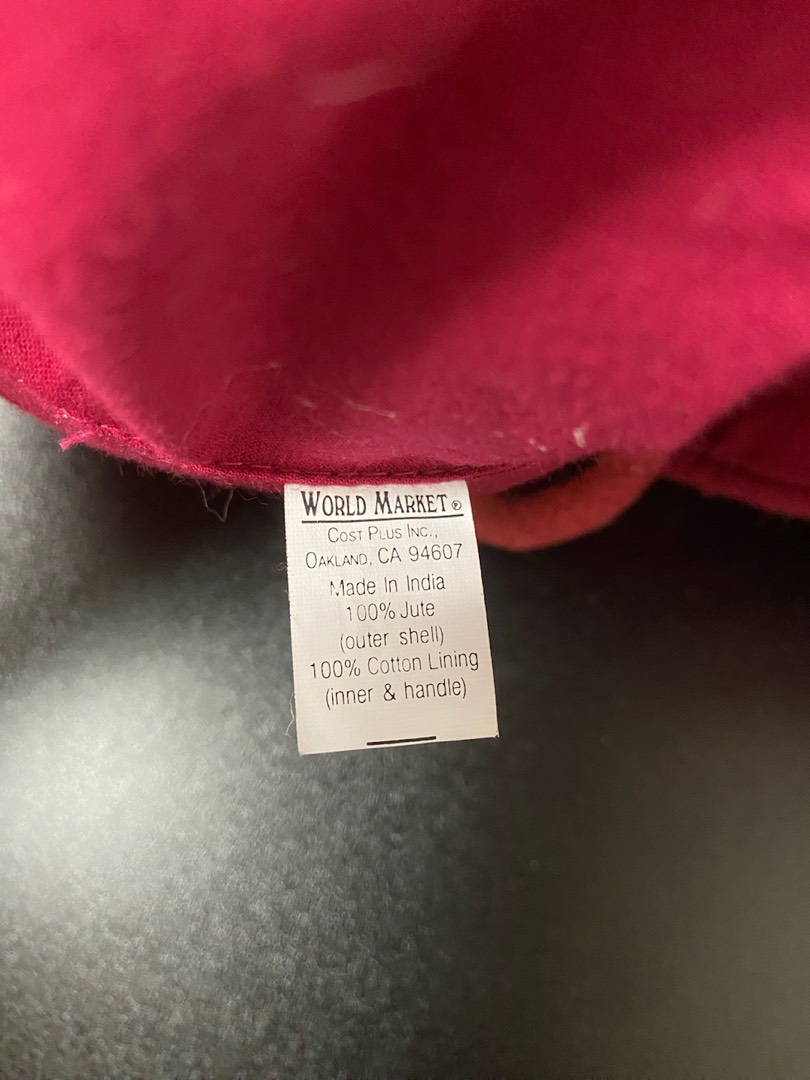 WORLD MARKET®
COST PLUS INC.,
OAKLAND, CA 94607
Made In India
100% Jute
(outer shell)
100% Cotton Lining
(inner & handle)